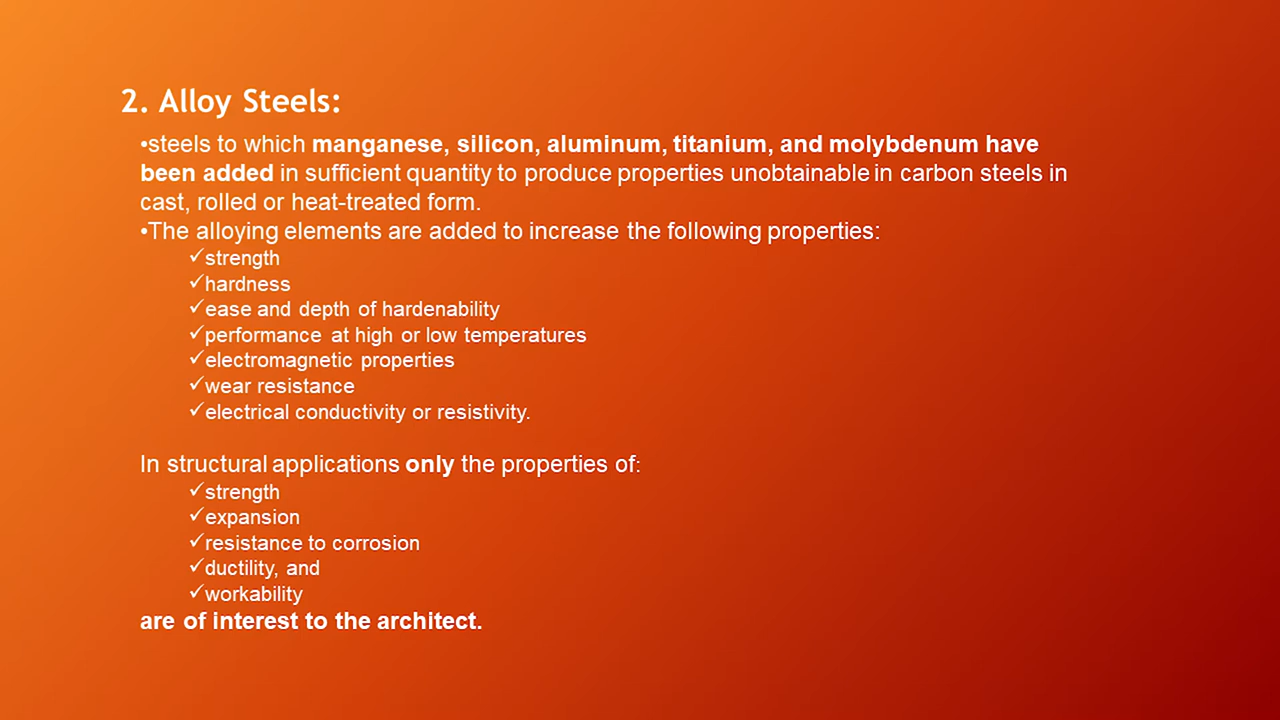 2. Alloy Steels:
•steels to which manganese, silicon, aluminum, titanium, and molybdenum have
been added in sufficient quantity to produce properties unobtainable in carbon steels in
cast, rolled or heat-treated form.
•The alloying elements are added to increase the following properties:
✓strength
✓hardness
✓ease and depth of hardenability
✓performance at high or low temperatures
✓electromagnetic properties
✓wear resistance
✓electrical conductivity or resistivity.
In structural applications only the properties of:
✓strength
✓expansion
✓resistance to corrosion
✓ductility, and
✓workability
are of interest to the architect.